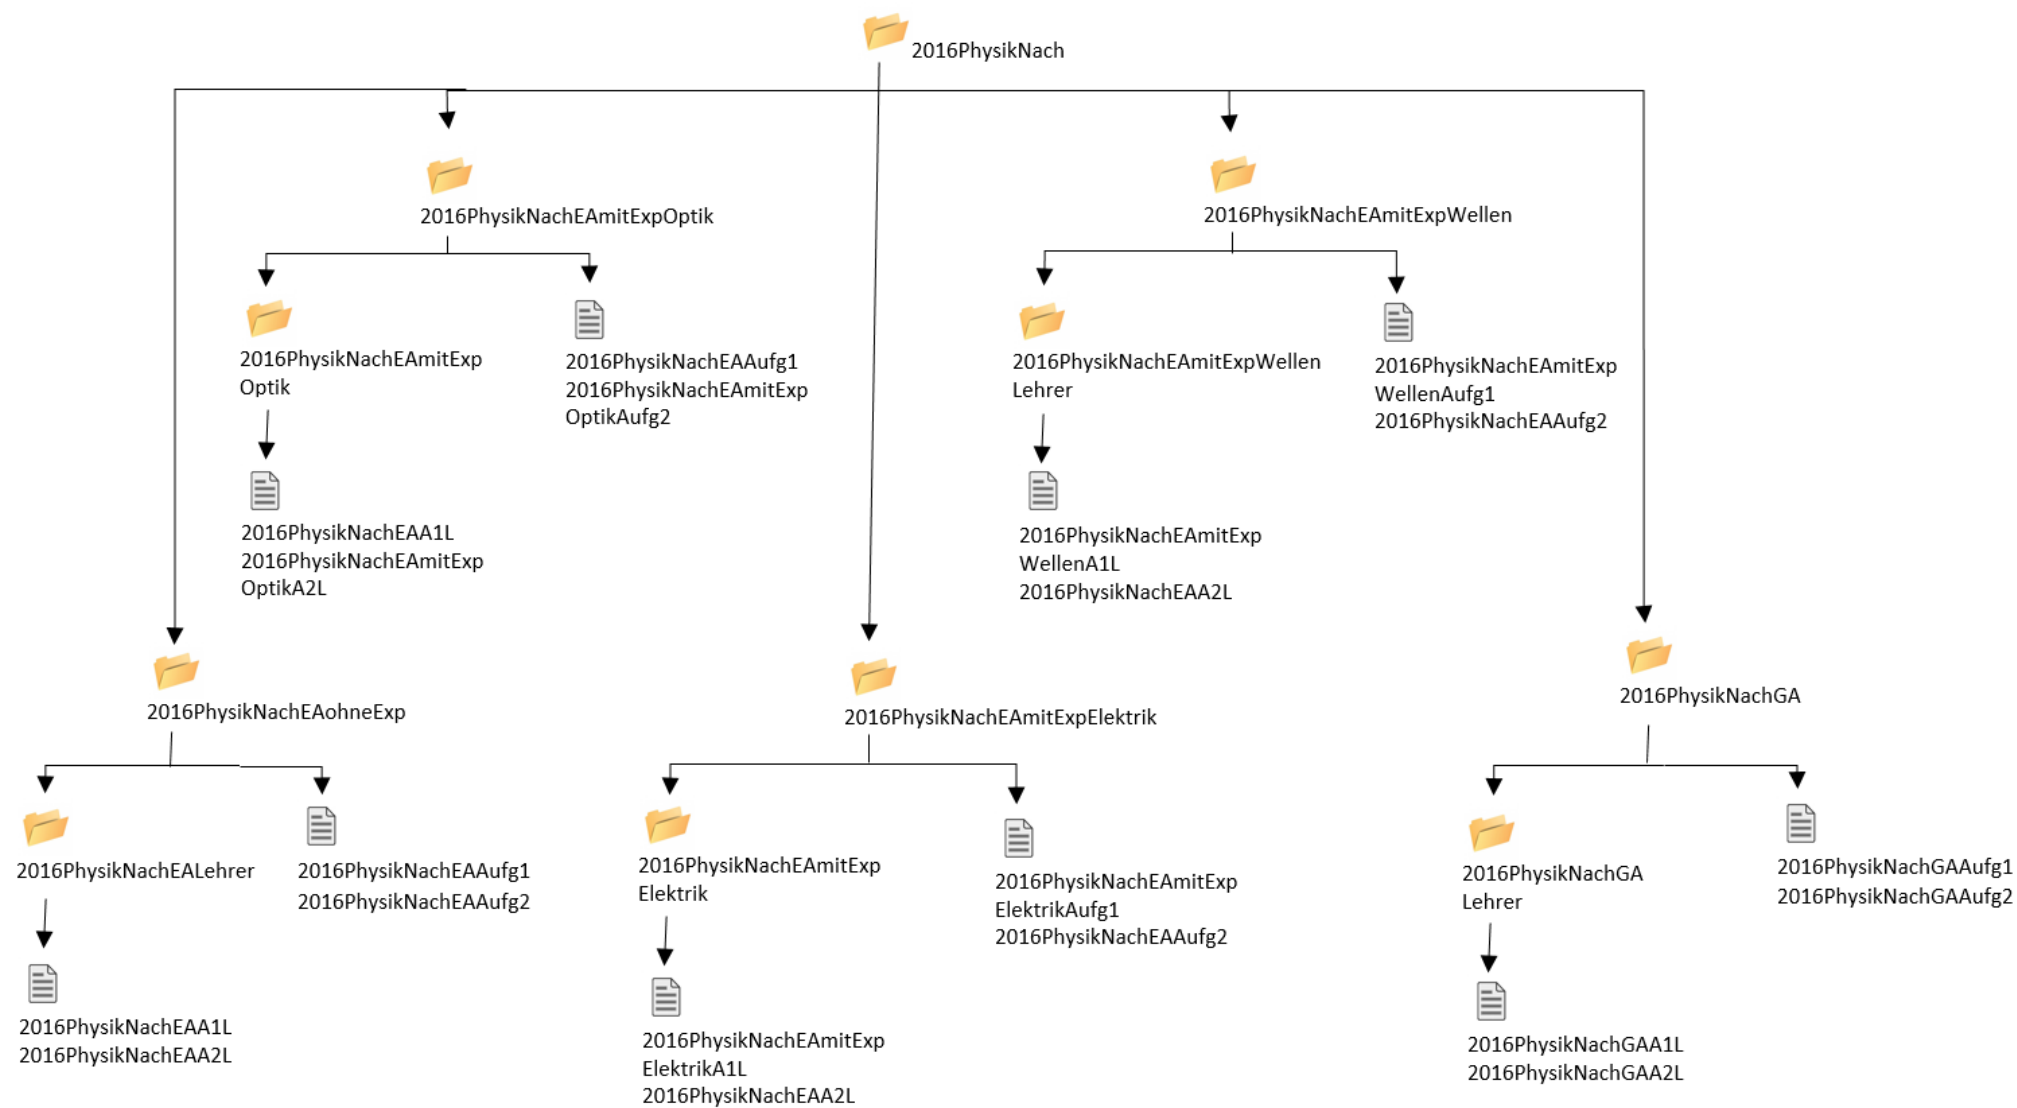 2016PhysikNach
2016PhysikNachEAmitExpOptik
2016PhysikNachEAmitExpWellen
2016PhysikNachEAmitExp
Optik
2016PhysikNachEAAufg1
2016PhysikNachEAmitExp
OptikAufg2
2016PhysikNachEAmitExpWellen
Lehrer
2016PhysikNachEAmitExp
WellenAufg1
2016PhysikNachEAAufg2
2016PhysikNachEAA1L
2016PhysikNachEAmitExp
OptikA2L
2016PhysikNachEAmitExp
WellenA1L
2016PhysikNachEAA2L
2016PhysikNachEAohneExp
2016PhysikNachEAmitExpElektrik
2016PhysikNachGA
2016PhysikNachEALehrer
2016PhysikNachEAAufg1
2016PhysikNachEAAufg2
2016PhysikNachEAmitExp
Elektrik
2016PhysikNachEAmitExp
ElektrikAufg1
2016PhysikNachEAAufg2
2016PhysikNachGA
Lehrer
2016PhysikNachGAAufg1
2016PhysikNachGAAufg2
2016PhysikNachEAA1L
2016PhysikNachEAA2L
2016PhysikNachEAmitExp
ElektrikA1L
2016PhysikNachEAA2L
2016PhysikNachGAA1L
2016PhysikNachGAA2L